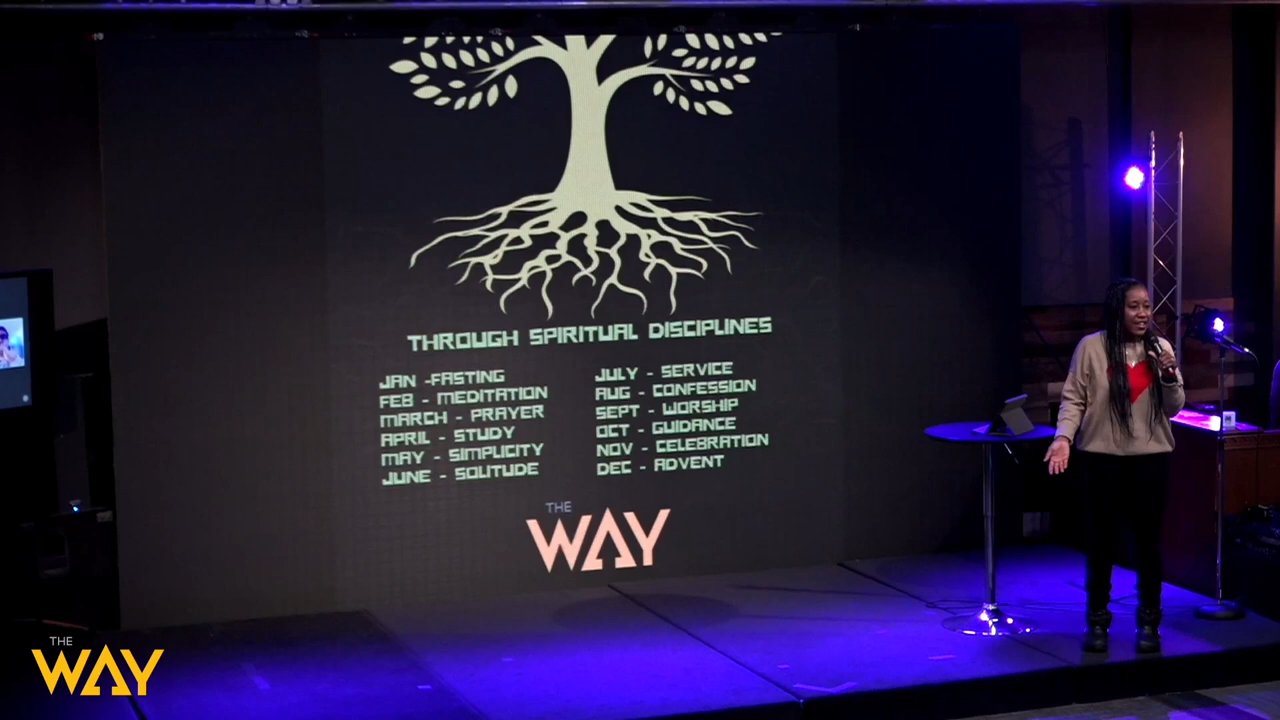 THROUGH SPIRITUAL DISCIPLINES
JAN -FASTING
FEB - MEDITATION
MARCH - PRAYER
APRIL - STUDY
MAY - SIMPLICITY
JUNE - SOLITUDE
JULY - SERVICE
AUG - CONFESSION
SEPT - WORSHIP
OCT - GUIDANCE
NOV - CELEBRATION
DEC - ADVENT
THE
WAY
THE
WAY